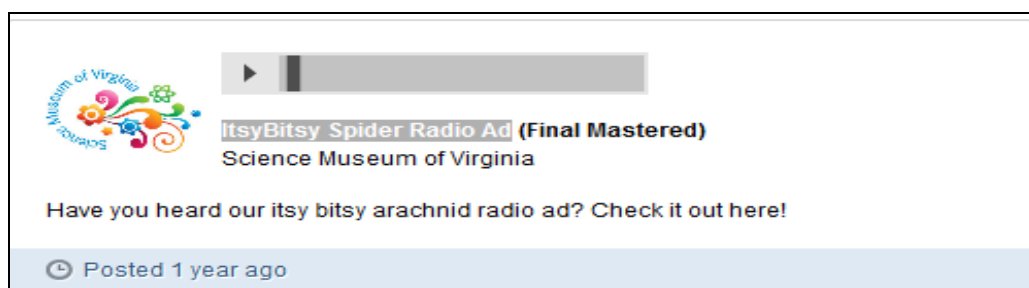 Science Museum of Virginia
ItsyBitsy Spider Radio Ad (Final Mastered)
Science Museum of Virginia
Have you heard our itsy bitsy arachnid radio ad? Check it out here!
Posted 1 year ago